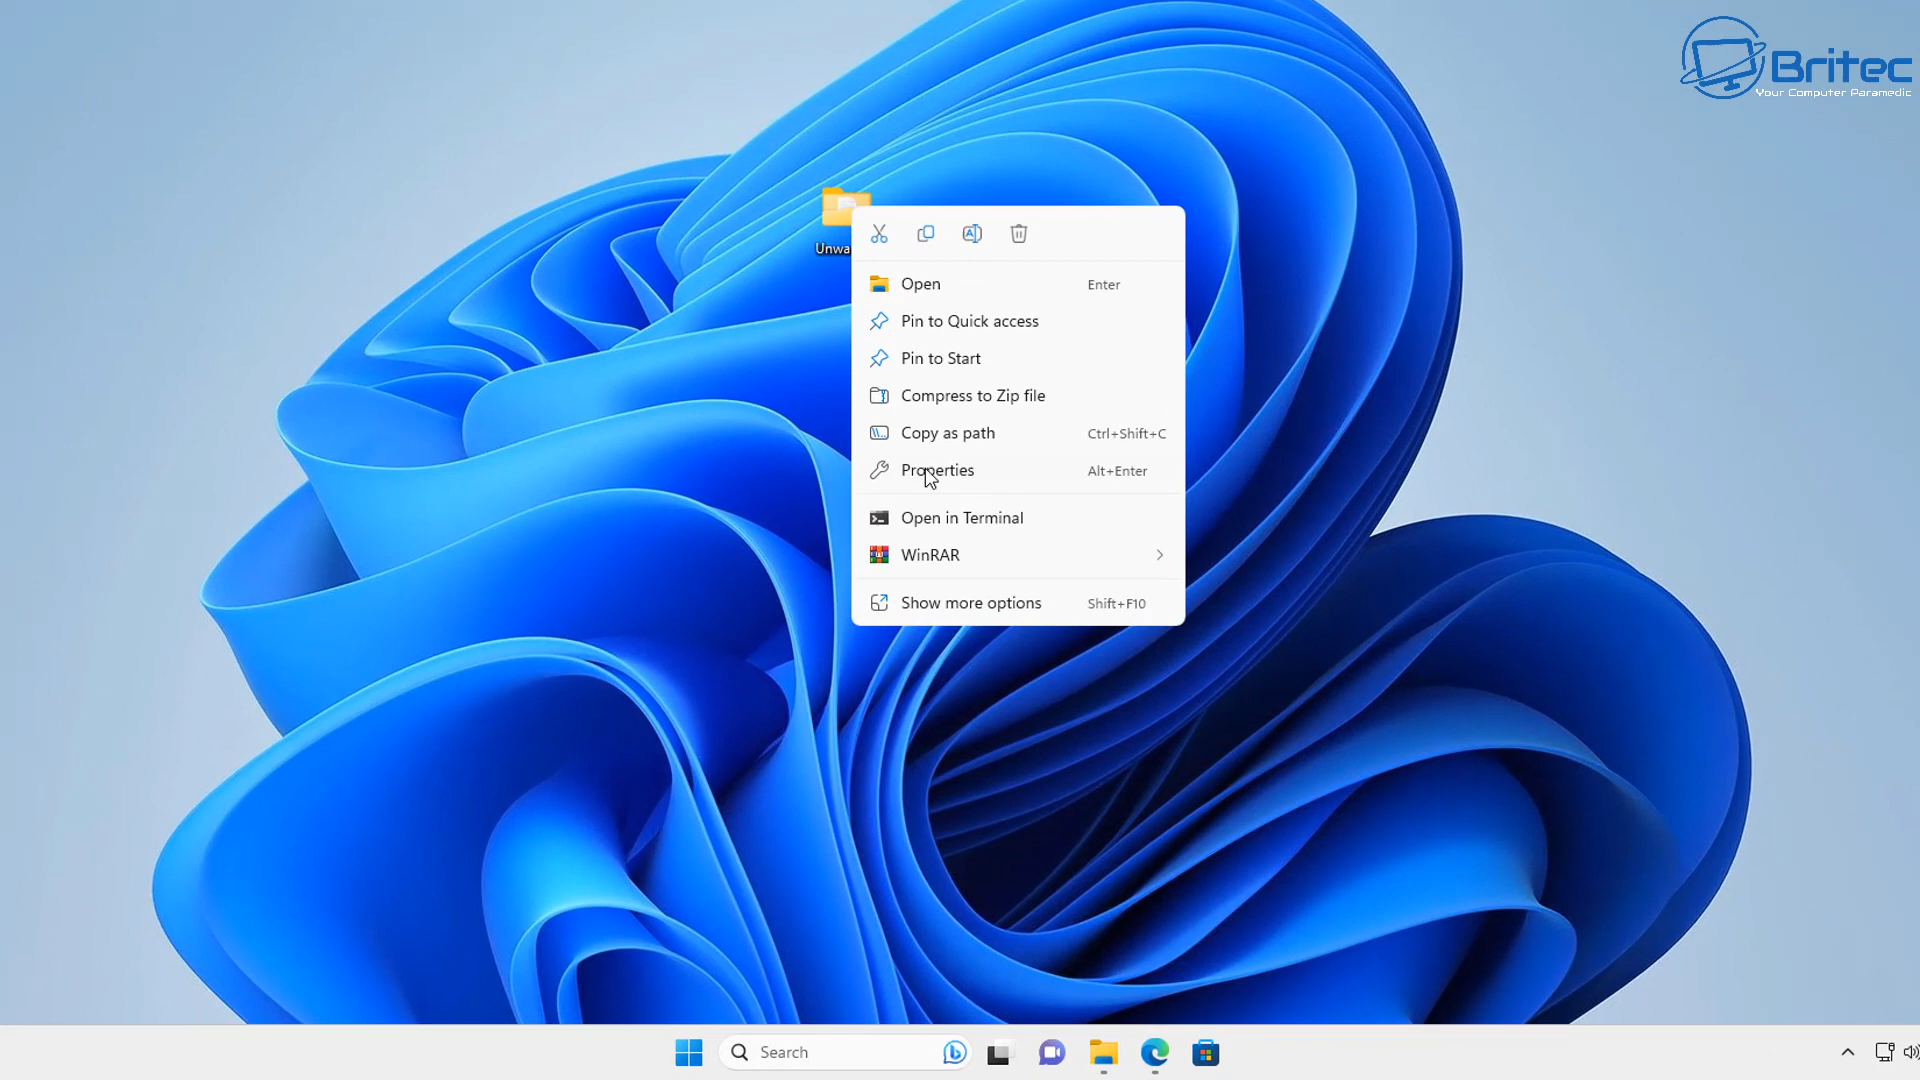 Britec
Your Computer Paramedic
Open Enter
Pin to Quick access
Pin to Start
Compress to Zip file
Copy as path Ctrl+Shift+C
Properties Alt+Enter
Open in Terminal
WinRAR
Show more options Shift+F10
Search